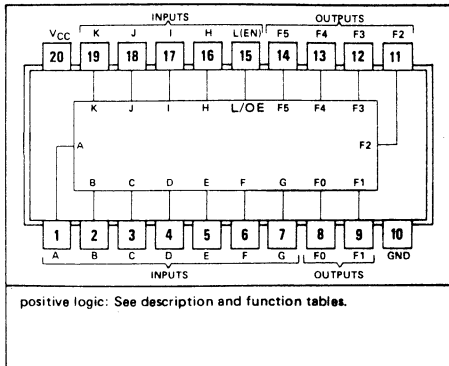 INPUTS OUTPUTS
VCC K J I H L(EN) F5 F4 F3 F2
20 19 18 17 16 15 14 13 12 11
K J I H L/OE F5 F4 F3
A F2
B C D E F G F0 F1
1 2 3 4 5 6 7 8 9 10
A B C D E F G F0 F1 GND
INPUTS OUTPUTS
positive logic: See description and function tables.